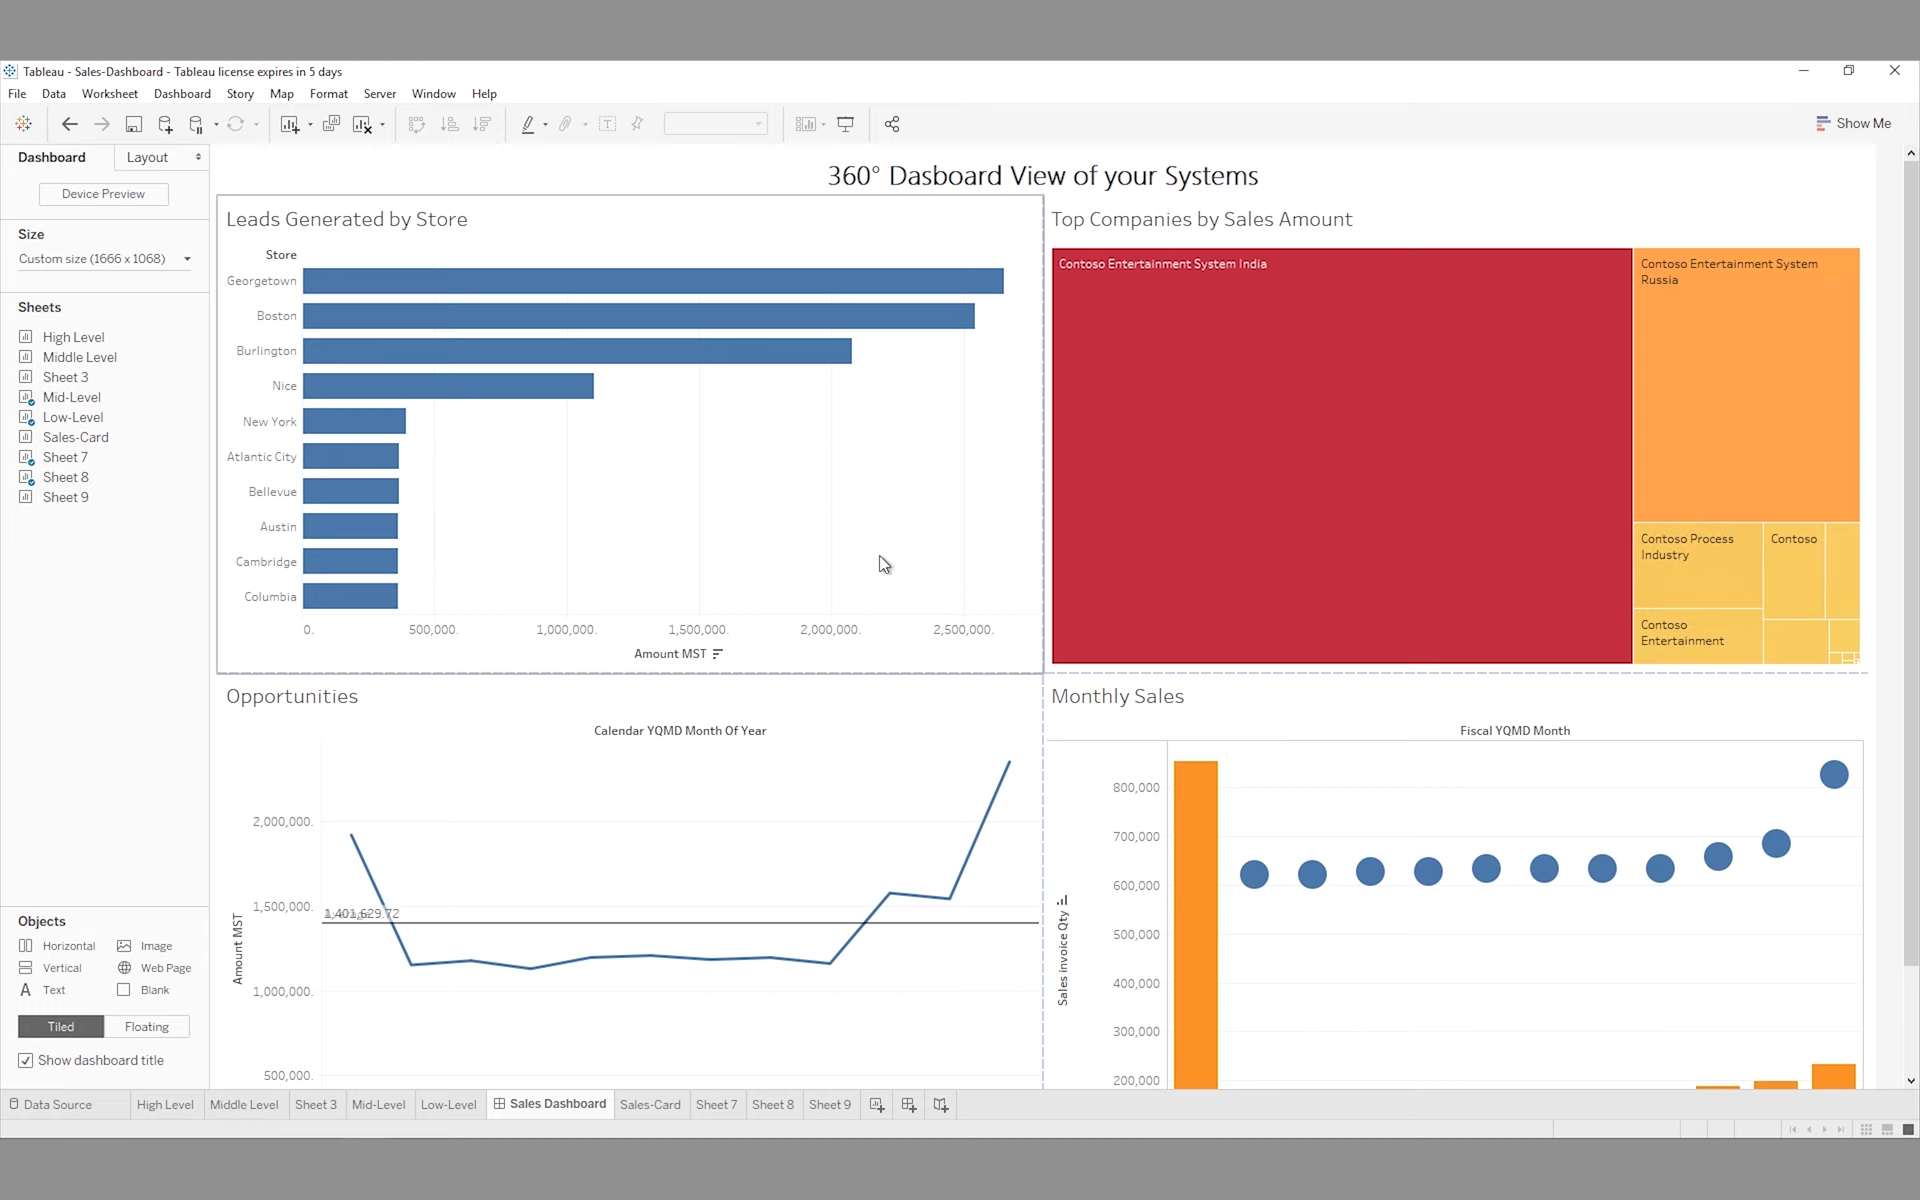 Tableau - Sales-Dashboard - Tableau license expires in 5 days
File Data Worksheet Dashboard Story Map Format Server Window Help
Show Me
Dashboard Layout
Device Preview
Size
Custom size (1666 x 1068)
Sheets
High Level
Middle Level
Sheet 3
Mid-Level
Low-Level
Sales-Card
Sheet 7
Sheet 8
Sheet 9
Objects
Horizontal Image
Vertical Web Page
A Text Blank
Tiled Floating
Show dashboard title
360° Dasboard View of your Systems
Leads Generated by Store
Store
Georgetown
Boston
Burlington
Nice
New York
Atlantic City
Bellevue
Austin
Cambridge
Columbia
0. 500,000. 1,000,000. 1,500,000. 2,000,000. 2,500,000.
Amount MST
Top Companies by Sales Amount
Contoso Entertainment System India
Contoso Entertainment System
Russia
Contoso Process
Industry
Contoso
Contoso
Entertainment
Opportunities
Calendar YQMD Month Of Year
2,000,000.
1,500,000.
1,401,629.72
1,000,000.
500,000.
Amount MST
Monthly Sales
Fiscal YQMD Month
800,000
700,000
600,000
500,000
400,000
300,000
200,000
Sales invoice Qty
Data Source High Level Middle Level Sheet 3 Mid-Level Low-Level Sales Dashboard Sales-Card Sheet 7 Sheet 8 Sheet 9